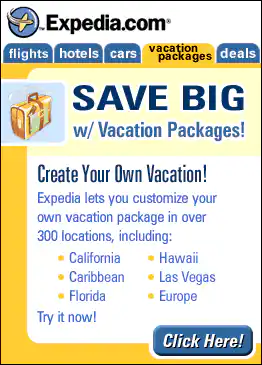 Expedia.com®
flights hotels cars vacation packages deals
SAVE BIG
w/ Vacation Packages!
Create Your Own Vacation!
Expedia lets you customize your
own vacation package in over
300 locations, including:
• California • Hawaii
• Caribbean • Las Vegas
• Florida • Europe
Try it now!
Click Here!